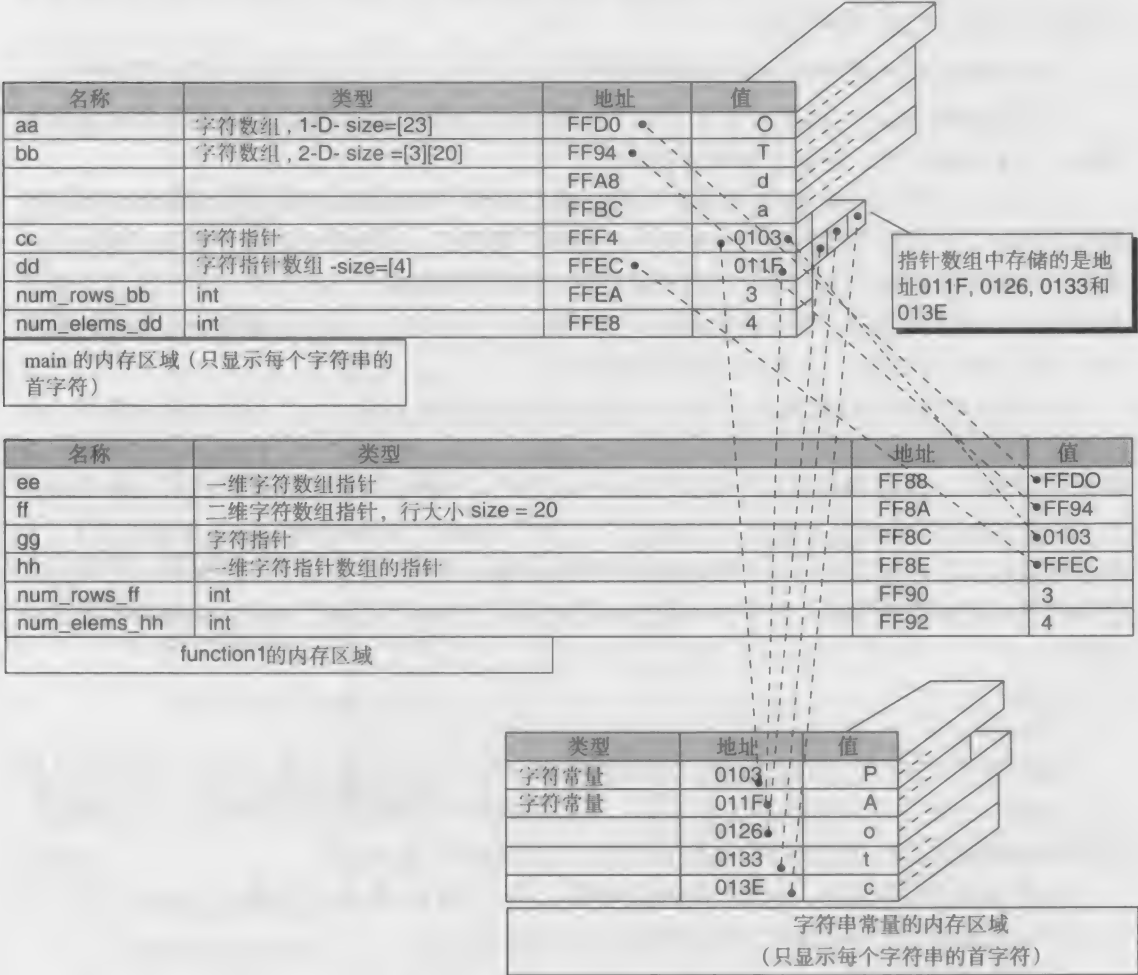 名称 类型 地址 值
aa 字符数组, 1-D- size=[23] FFD0 O
bb 字符数组, 2-D- size =[3][20] FF94 T
FFA8 d
FFBC a
cc 字符指针 FFF4 0103
dd 字符指针数组 -size=[4] FFEC 011F
num_rows_bb int FFEA 3
num_elems_dd int FFE8 4
main 的内存区域(只显示每个字符串的
首字符)
指针数组中存储的是地
址011F, 0126, 0133和
013E
名称 类型 地址 值
ee 一维字符数组指针 FF88 FFDO
ff 二维字符数组指针, 行大小 size = 20 FF8A FF94
gg 字符指针 FF8C 0103
hh 一维字符指针数组的指针 FF8E FFEC
num_rows_ff int FF90 3
num_elems_hh int FF92 4
function1的内存区域
类型 地址 值
字符常量 0103 P
字符常量 011F A
0126 o
0133 t
013E c
字符串常量的内存区域
(只显示每个字符串的首字符)